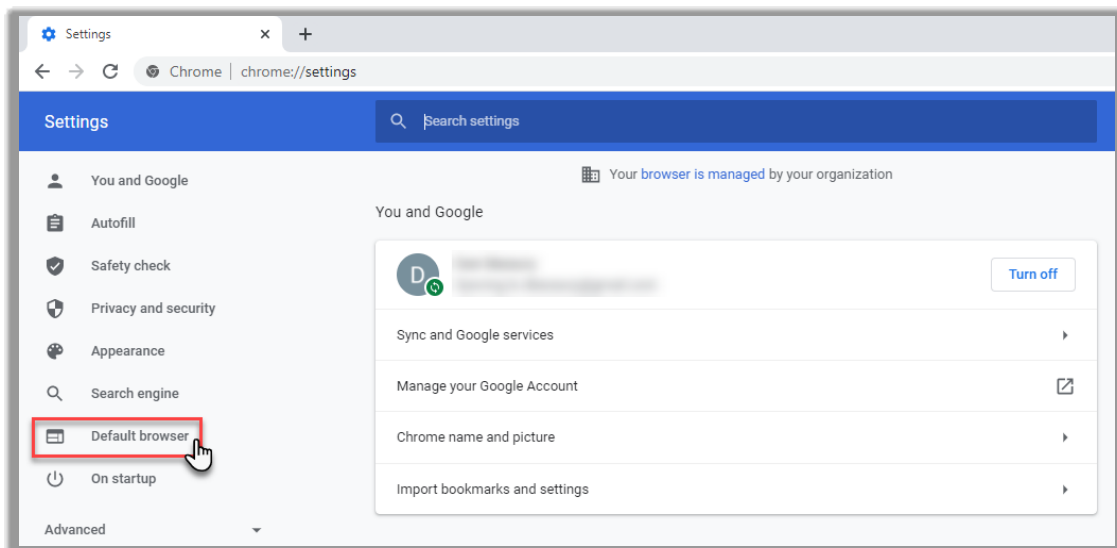 Settings
Chrome | chrome://settings
Settings
Search settings
You and Google
Autofill
Safety check
Privacy and security
Appearance
Search engine
Default browser
On startup
Advanced
Your browser is managed by your organization
You and Google
D
Turn off
Sync and Google services
Manage your Google Account
Chrome name and picture
Import bookmarks and settings